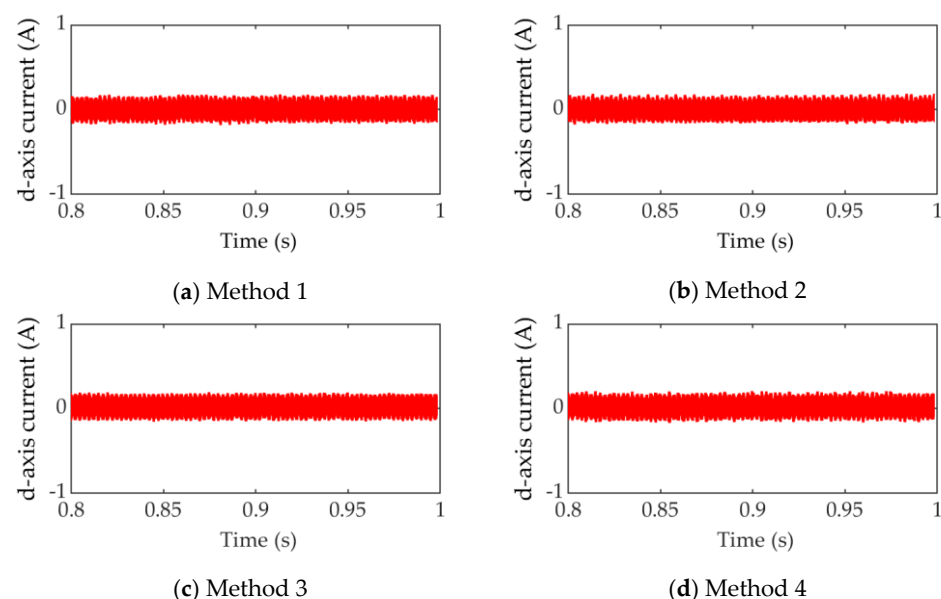 1
0
-1
d-axis current (A)
0.8 0.85 0.9 0.95 1
Time (s)
(a) Method 1
1
0
-1
d-axis current (A)
0.8 0.85 0.9 0.95 1
Time (s)
(b) Method 2
1
0
-1
d-axis current (A)
0.8 0.85 0.9 0.95 1
Time (s)
(c) Method 3
1
0
-1
d-axis current (A)
0.8 0.85 0.9 0.95 1
Time (s)
(d) Method 4